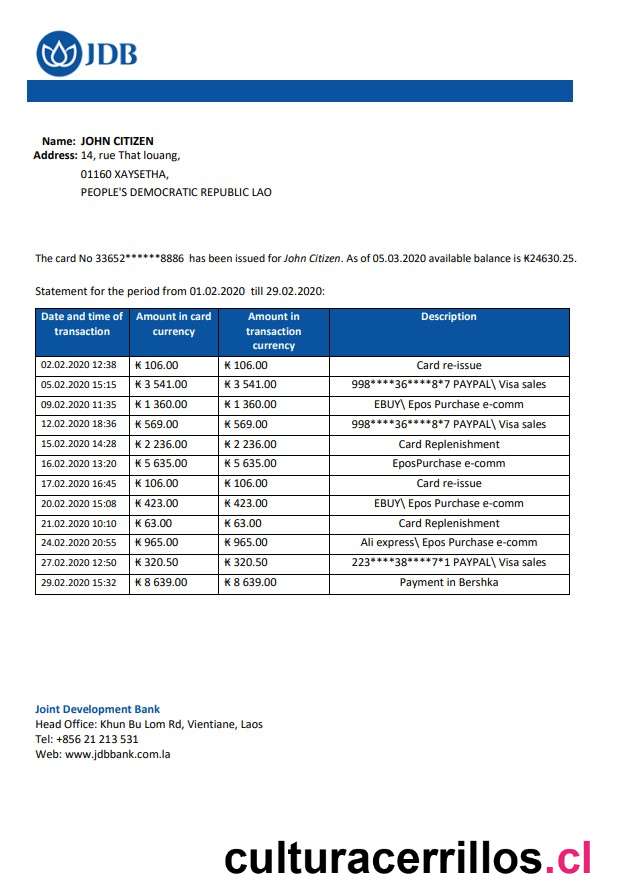 JDB
Name: JOHN CITIZEN
Address: 14, rue That louang,
01160 XAYSETHA,
PEOPLE'S DEMOCRATIC REPUBLIC LAO
The card No 33652******8886 has been issued for John Citizen. As of 05.03.2020 available balance is ₭24630.25.
Statement for the period from 01.02.2020 till 29.02.2020:
Date and time of transaction | Amount in card currency | Amount in transaction currency | Description
02.02.2020 12:38 ₭ 106.00 ₭ 106.00 Card re-issue
05.02.2020 15:15 ₭ 3 541.00 ₭ 3 541.00 998****36****8*7 PAYPAL\ Visa sales
09.02.2020 11:35 ₭ 1 360.00 ₭ 1 360.00 EBUY\ Epos Purchase e-comm
12.02.2020 18:36 ₭ 569.00 ₭ 569.00 998****36****8*7 PAYPAL\ Visa sales
15.02.2020 14:28 ₭ 2 236.00 ₭ 2 236.00 Card Replenishment
16.02.2020 13:20 ₭ 5 635.00 ₭ 5 635.00 EposPurchase e-comm
17.02.2020 16:45 ₭ 106.00 ₭ 106.00 Card re-issue
20.02.2020 15:08 ₭ 423.00 ₭ 423.00 EBUY\ Epos Purchase e-comm
21.02.2020 10:10 ₭ 63.00 ₭ 63.00 Card Replenishment
24.02.2020 20:55 ₭ 965.00 ₭ 965.00 Ali express\ Epos Purchase e-comm
27.02.2020 12:50 ₭ 320.50 ₭ 320.50 223****38****7*1 PAYPAL\ Visa sales
29.02.2020 15:32 ₭ 8 639.00 ₭ 8 639.00 Payment in Bershka
Joint Development Bank
Head Office: Khun Bu Lom Rd, Vientiane, Laos
Tel: +856 21 213 531
Web: www.jdbbank.com.la
culturacerrillos.cl